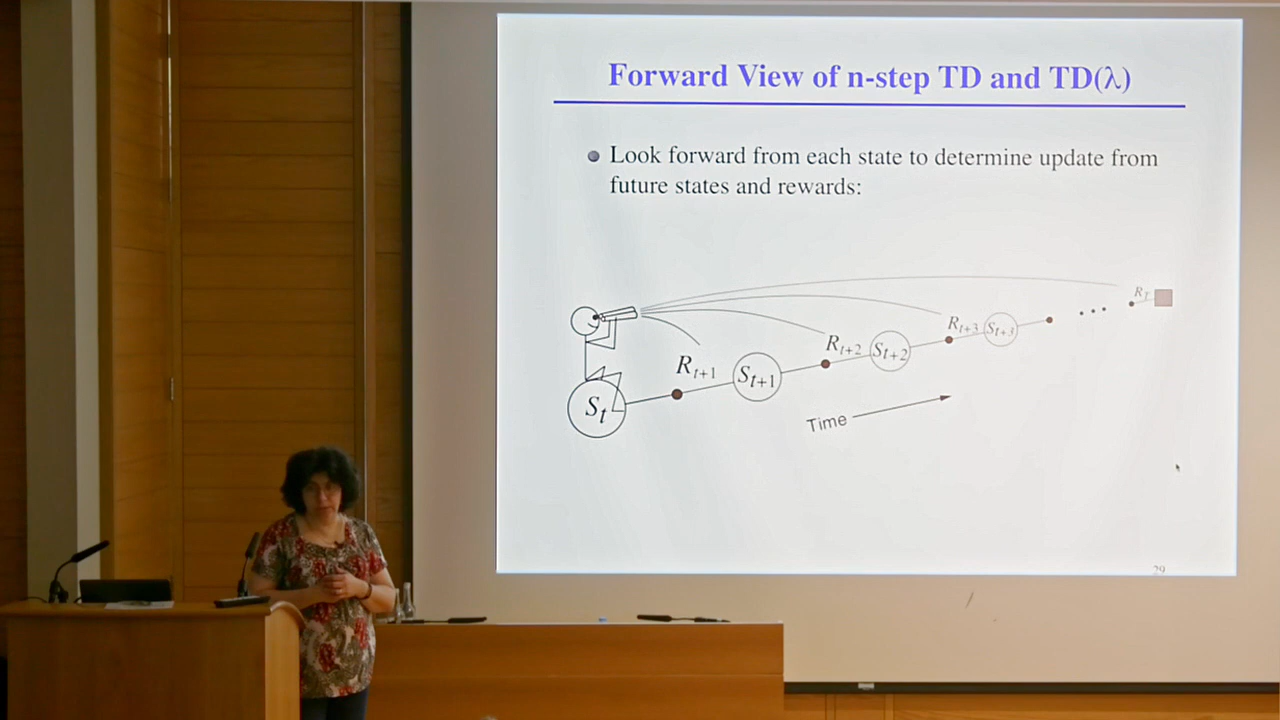 Forward View of n-step TD and TD(λ)
Look forward from each state to determine update from
future states and rewards:
R_T
R_{t+3} S_{t+3}
R_{t+2} S_{t+2}
R_{t+1} S_{t+1}
S_t
Time
29